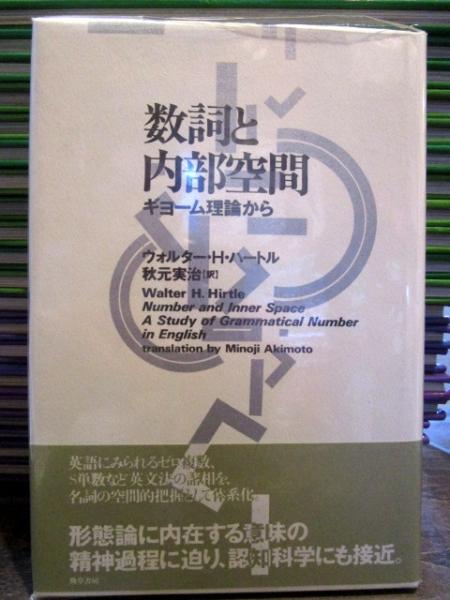 数詞と
内部空間
ギヨーム理論から
ウォルター・H・ハートル
秋元実治[訳]
Walter H. Hirtle
Number and Inner Space
A Study of Grammatical Number
in English
translation by Minoji Akimoto
英語にみられるゼロ複数、
S単数など英文法の諸相を、
名詞の空間的把握として体系化。
形態論に内在する意味の
精神過程に迫り、認知科学にも接近。
勁草書房